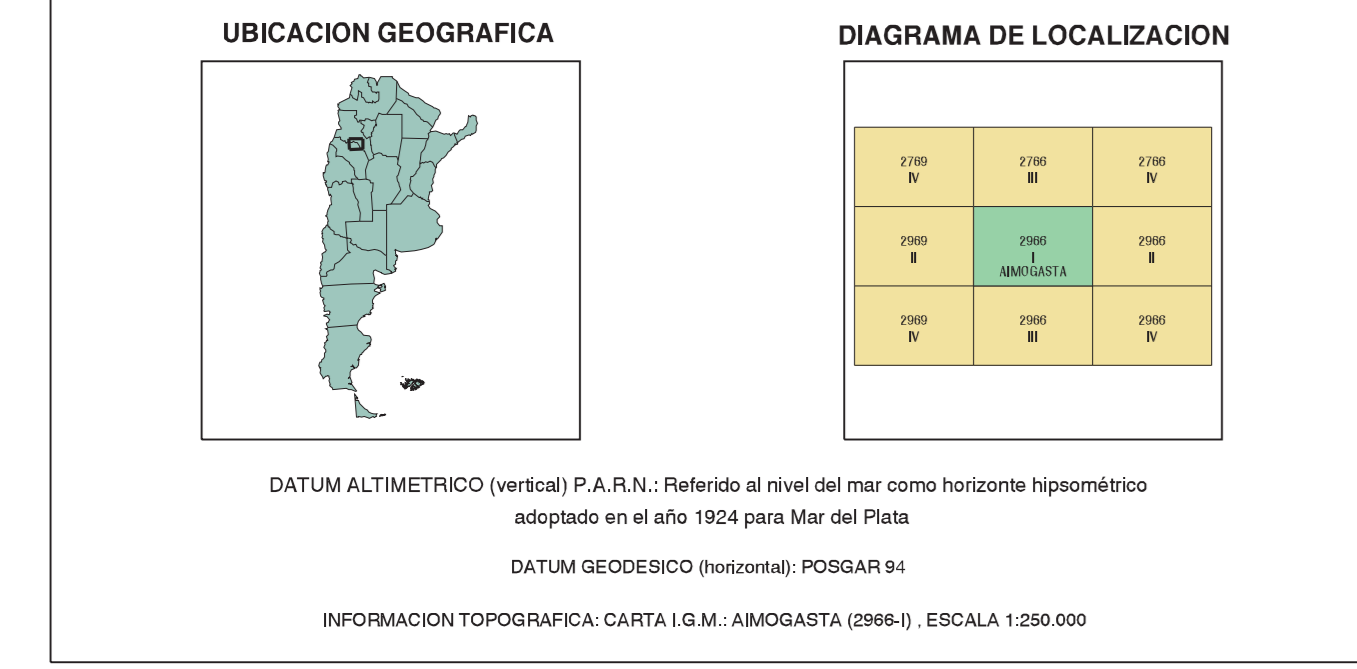 UBICACION GEOGRAFICA
DIAGRAMA DE LOCALIZACION
2769
IV
2766
III
2766
IV
2969
II
2966
I
AIMOGASTA
2966
II
2969
IV
2966
III
2966
IV
DATUM ALTIMETRICO (vertical) P.A.R.N.: Referido al nivel del mar como horizonte hipsométrico
adoptado en el año 1924 para Mar del Plata
DATUM GEODESICO (horizontal): POSGAR 94
INFORMACION TOPOGRAFICA: CARTA I.G.M.: AIMOGASTA (2966-I) , ESCALA 1:250.000